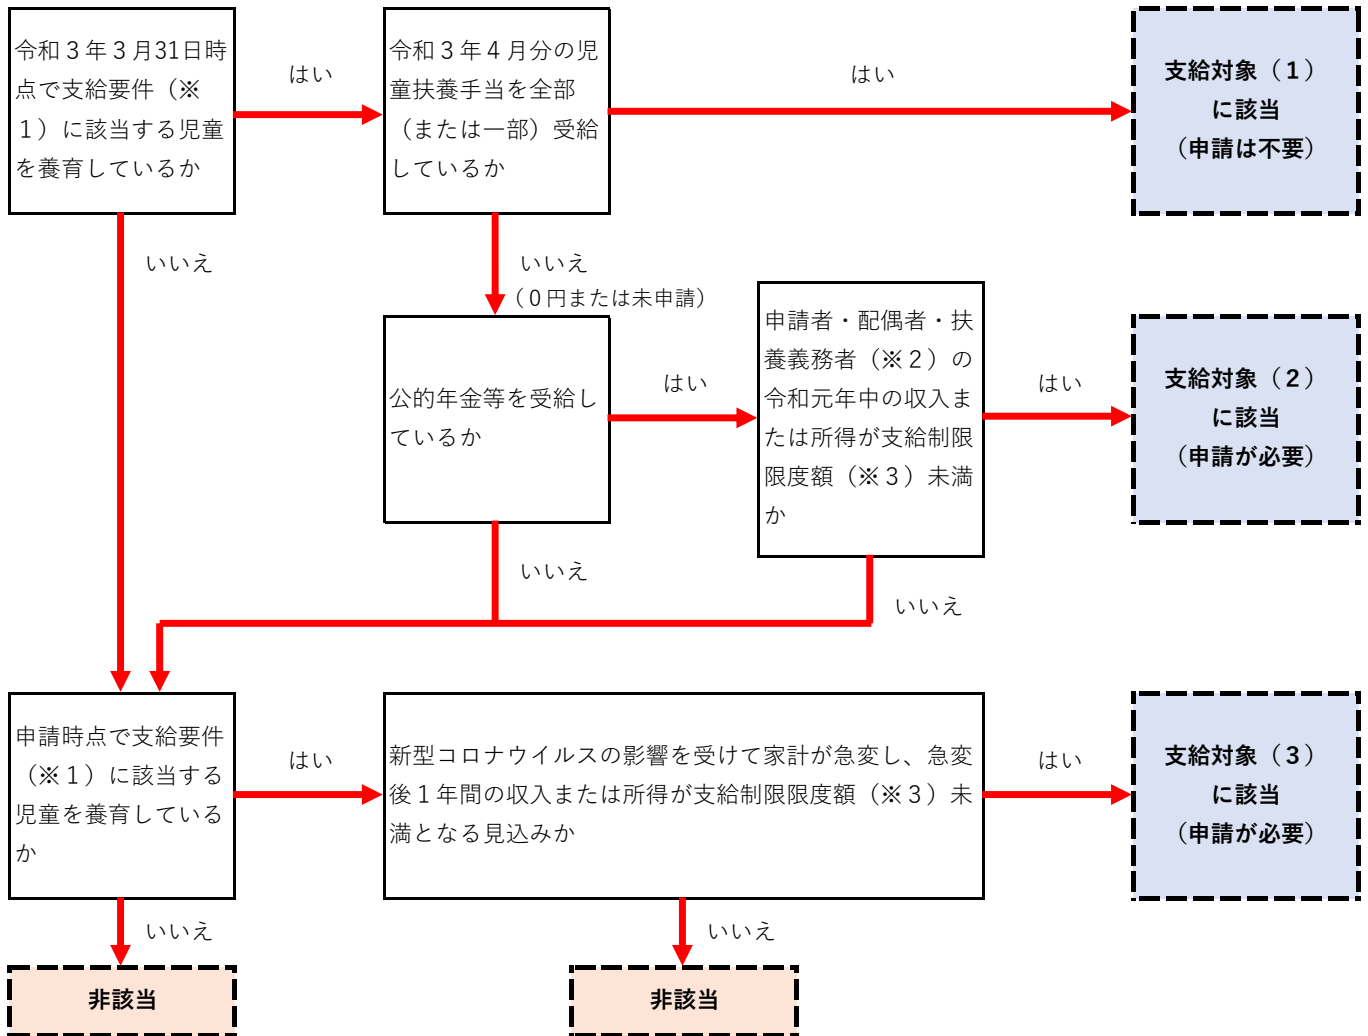 令和３年３月31日時
点で支給要件（※
１）に該当する児童
を養育しているか
はい
令和３年４月分の児
童扶養手当を全部
（または一部）受給
しているか
はい
支給対象（１）
に該当
（申請は不要）
いいえ
いいえ
（０円または未申請）
公的年金等を受給し
ているか
はい
申請者・配偶者・扶
養義務者（※２）の
令和元年中の収入ま
たは所得が支給制限
限度額（※３）未満
か
はい
支給対象（２）
に該当
（申請が必要）
いいえ
いいえ
申請時点で支給要件
（※１）に該当する
児童を養育している
か
はい
新型コロナウイルスの影響を受けて家計が急変し、急変
後１年間の収入または所得が支給制限限度額（※３）未
満となる見込みか
はい
支給対象（３）
に該当
（申請が必要）
いいえ
いいえ
非該当
非該当